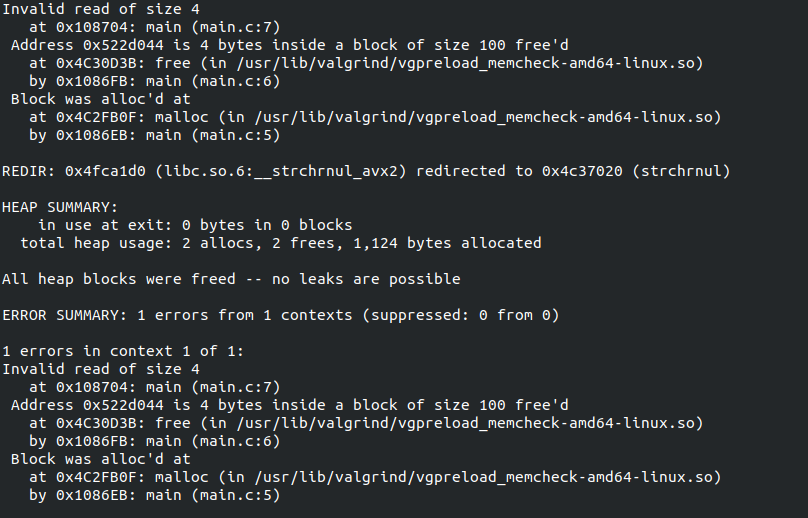 Invalid read of size 4
   at 0x108704: main (main.c:7)
 Address 0x522d044 is 4 bytes inside a block of size 100 free'd
   at 0x4C30D3B: free (in /usr/lib/valgrind/vgpreload_memcheck-amd64-linux.so)
   by 0x1086FB: main (main.c:6)
 Block was alloc'd at
   at 0x4C2FB0F: malloc (in /usr/lib/valgrind/vgpreload_memcheck-amd64-linux.so)
   by 0x1086EB: main (main.c:5)

REDIR: 0x4fca1d0 (libc.so.6:__strchrnul_avx2) redirected to 0x4c37020 (strchrnul)

HEAP SUMMARY:
    in use at exit: 0 bytes in 0 blocks
  total heap usage: 2 allocs, 2 frees, 1,124 bytes allocated

All heap blocks were freed -- no leaks are possible

ERROR SUMMARY: 1 errors from 1 contexts (suppressed: 0 from 0)

1 errors in context 1 of 1:
Invalid read of size 4
   at 0x108704: main (main.c:7)
 Address 0x522d044 is 4 bytes inside a block of size 100 free'd
   at 0x4C30D3B: free (in /usr/lib/valgrind/vgpreload_memcheck-amd64-linux.so)
   by 0x1086FB: main (main.c:6)
 Block was alloc'd at
   at 0x4C2FB0F: malloc (in /usr/lib/valgrind/vgpreload_memcheck-amd64-linux.so)
   by 0x1086EB: main (main.c:5)